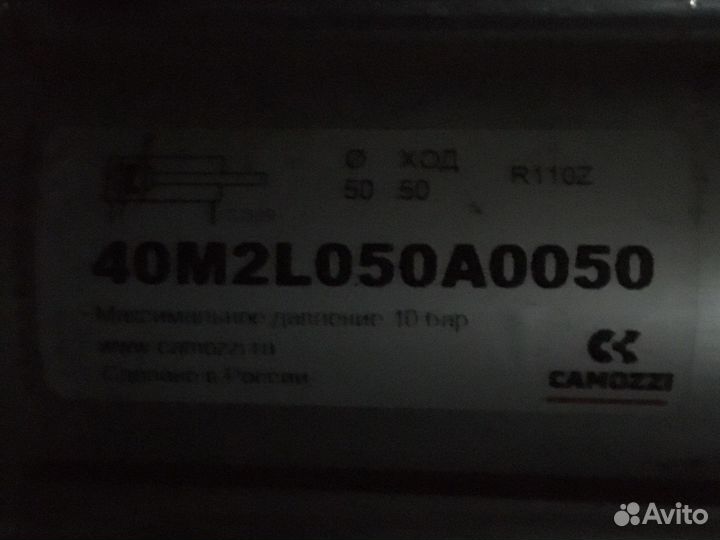 Ø ХОД R110Z
50 50
40M2L050A0050
Максимальное давление 10 бар
www.camozzi.ru
Сделано в России
CAMOZZI
Avito